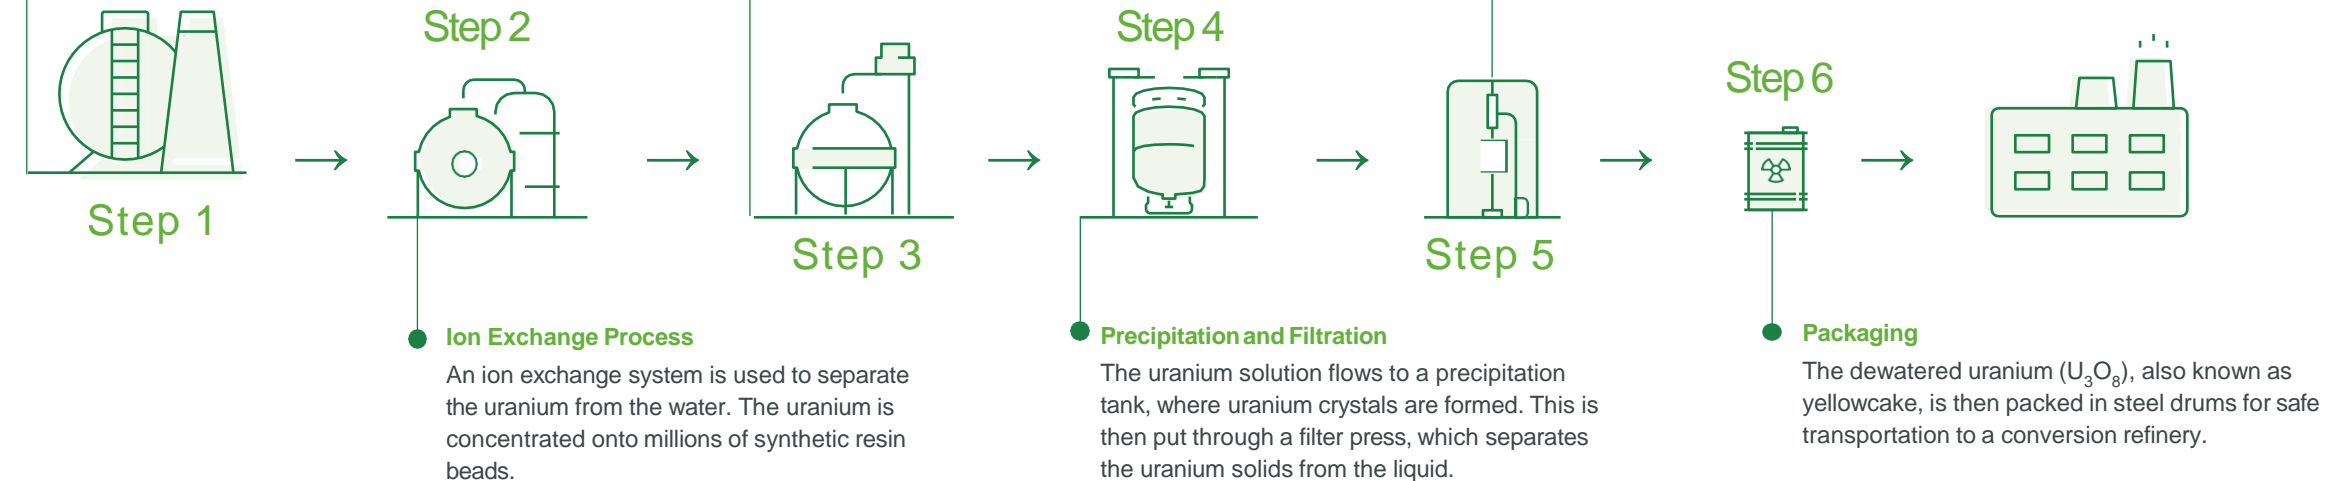 Step 1
Step 2
Step 3
Step 4
Step 5
Step 6
Ion Exchange Process
An ion exchange system is used to separate
the uranium from the water. The uranium is
concentrated onto millions of synthetic resin
beads.
Precipitation and Filtration
The uranium solution flows to a precipitation
tank, where uranium crystals are formed. This is
then put through a filter press, which separates
the uranium solids from the liquid.
Packaging
The dewatered uranium (U₃O₈), also known as
yellowcake, is then packed in steel drums for safe
transportation to a conversion refinery.